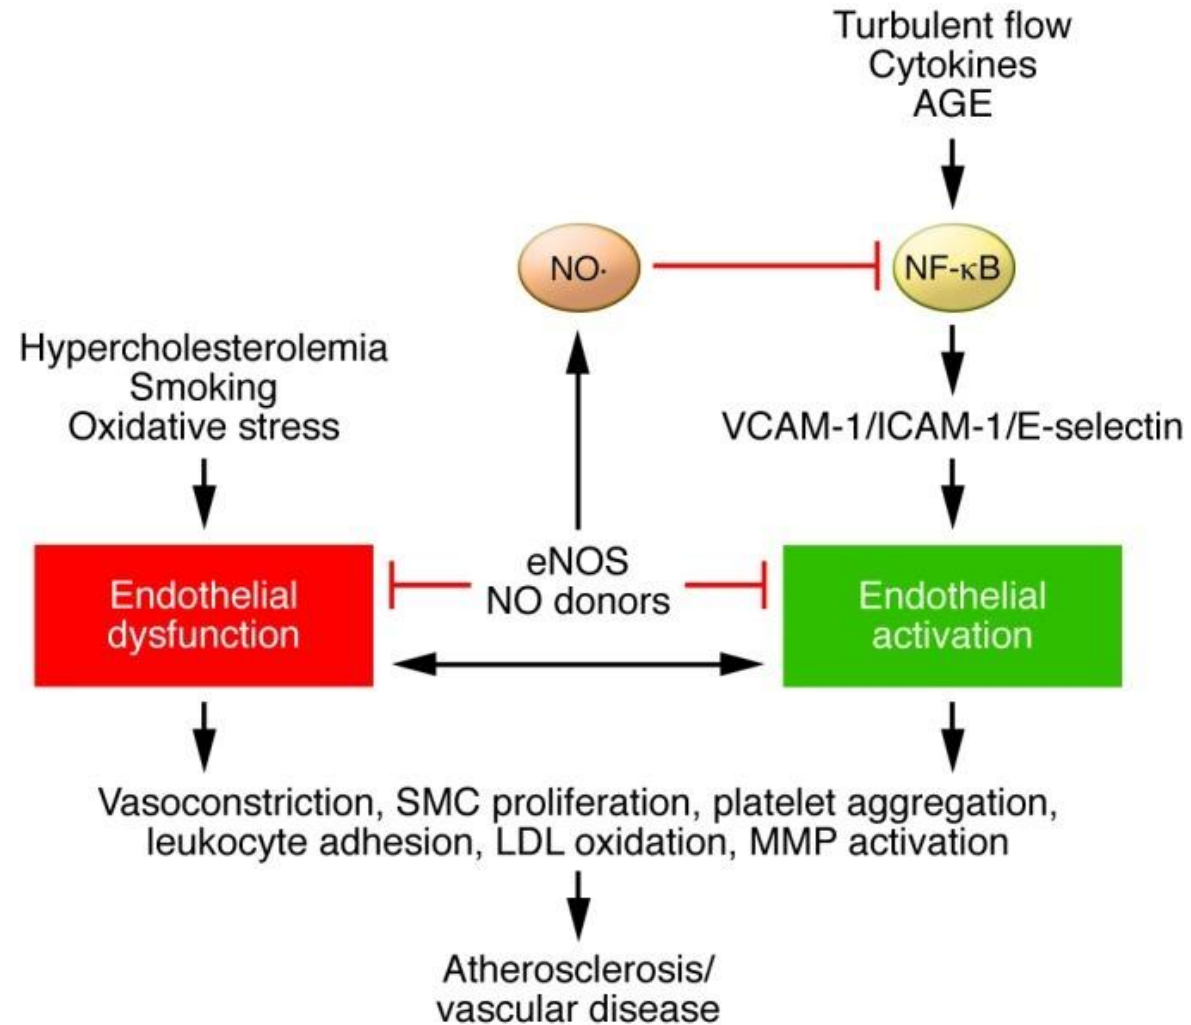 Turbulent flow
Cytokines
AGE
NO·
NF-κB
Hypercholesterolemia
Smoking
Oxidative stress
VCAM-1/ICAM-1/E-selectin
Endothelial
dysfunction
eNOS
NO donors
Endothelial
activation
Vasoconstriction, SMC proliferation, platelet aggregation,
leukocyte adhesion, LDL oxidation, MMP activation
Atherosclerosis/
vascular disease